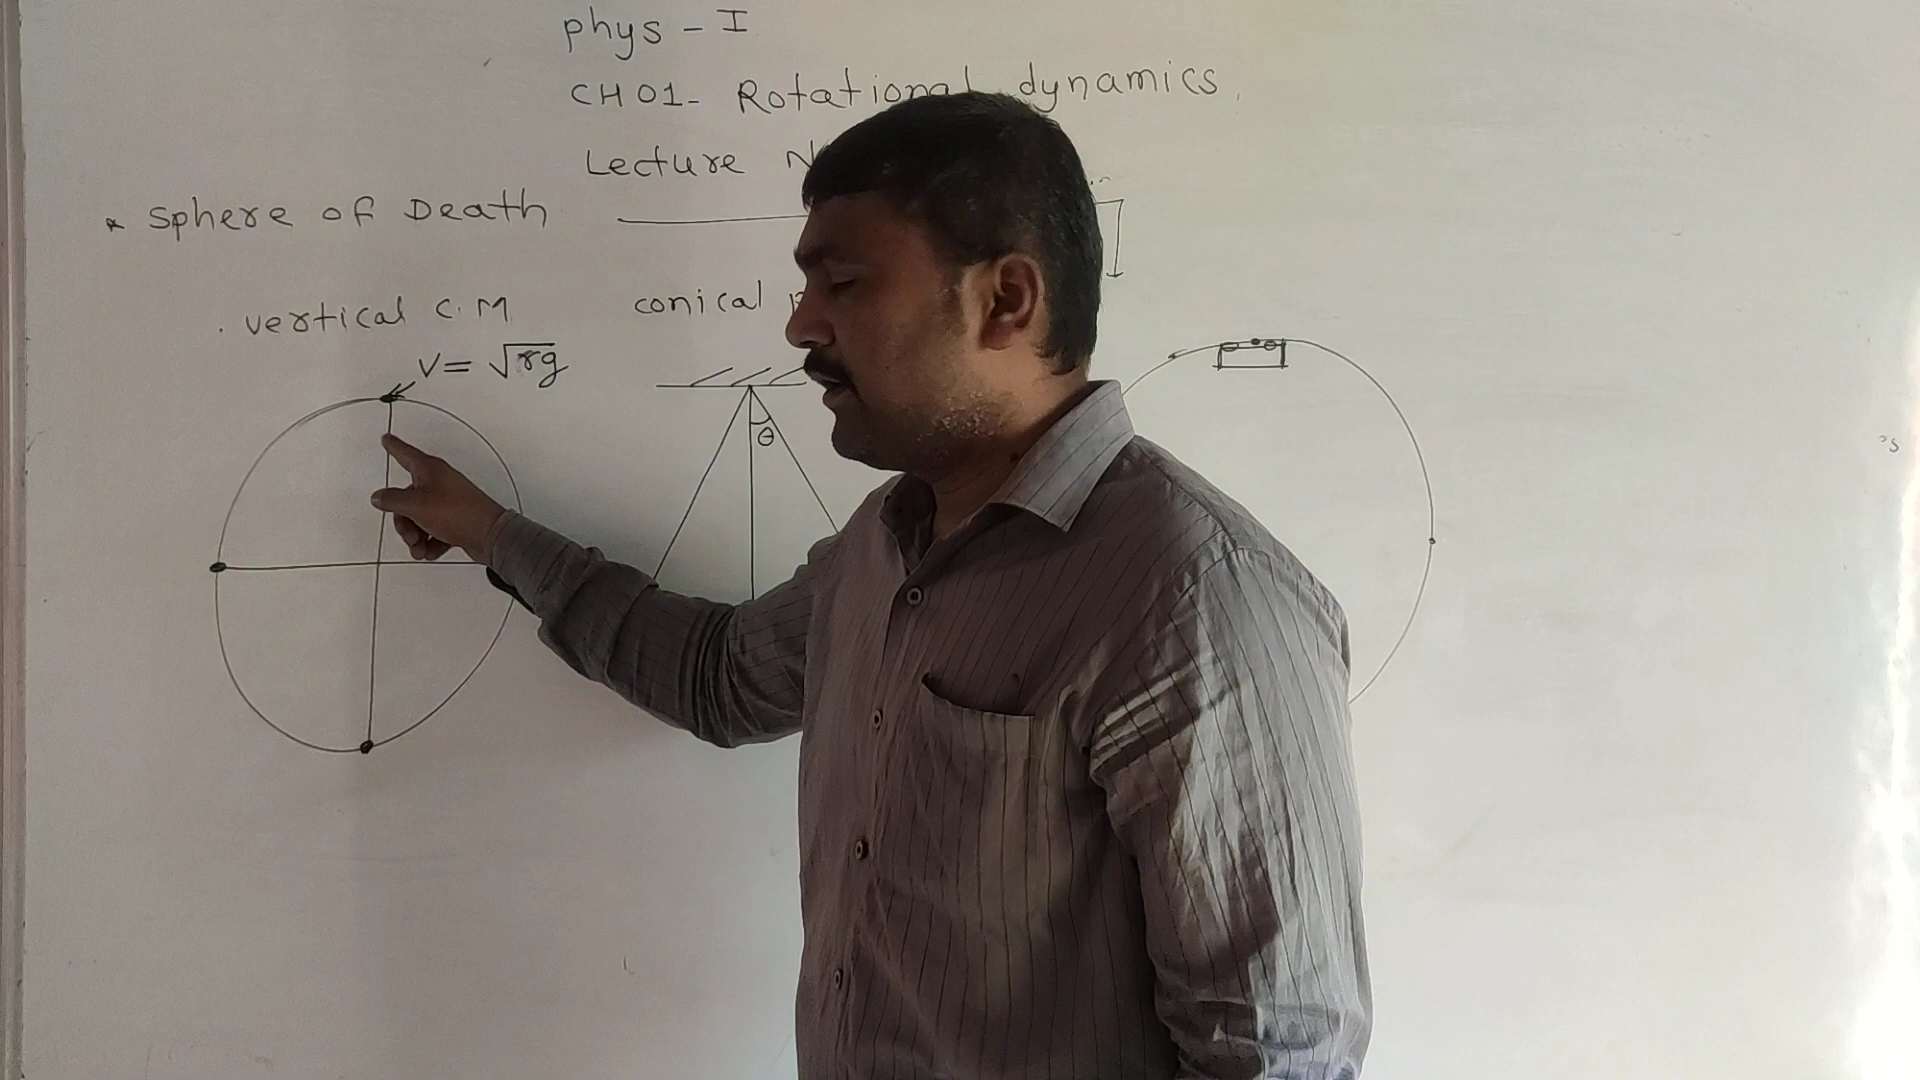 phys - I
CH01- Rotational dynamics,
Lecture
* Sphere of Death
. vertical C.M
conical
V = √rg
θ